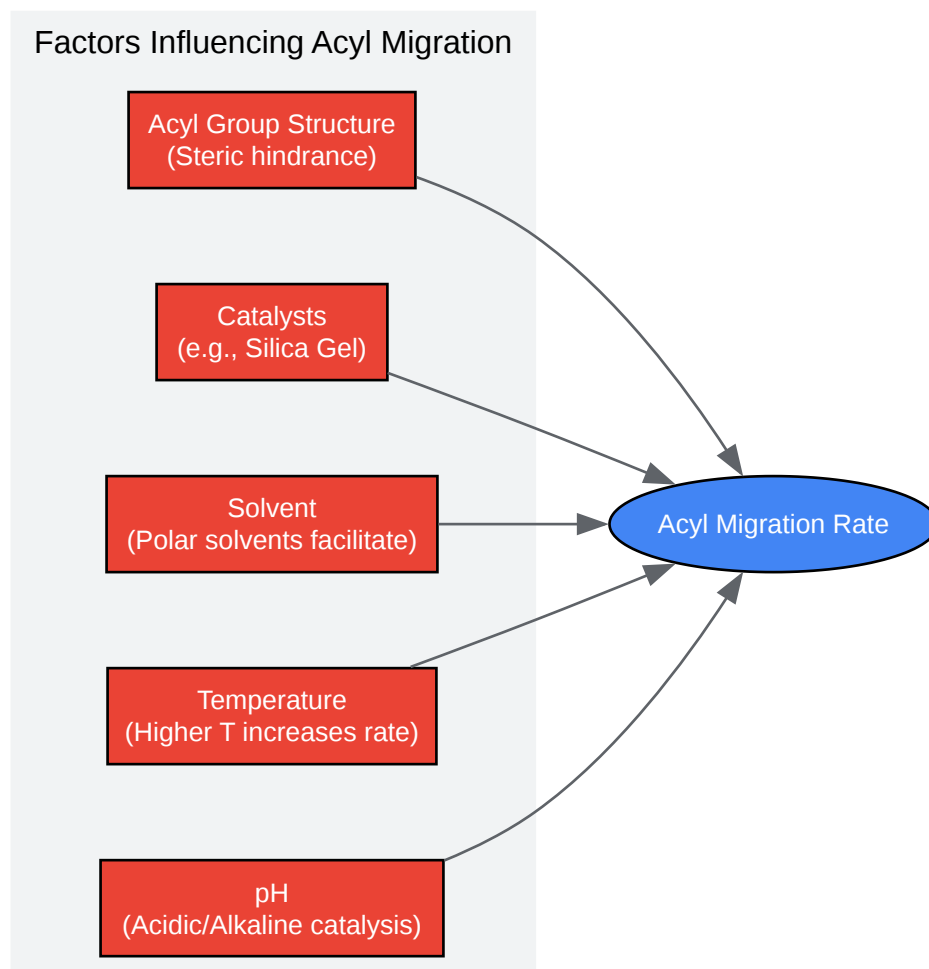 Factors Influencing Acyl Migration
Acyl Group Structure
(Steric hindrance)
Catalysts
(e.g., Silica Gel)
Solvent
(Polar solvents facilitate)
Acyl Migration Rate
Temperature
(Higher T increases rate)
pH
(Acidic/Alkaline catalysis)